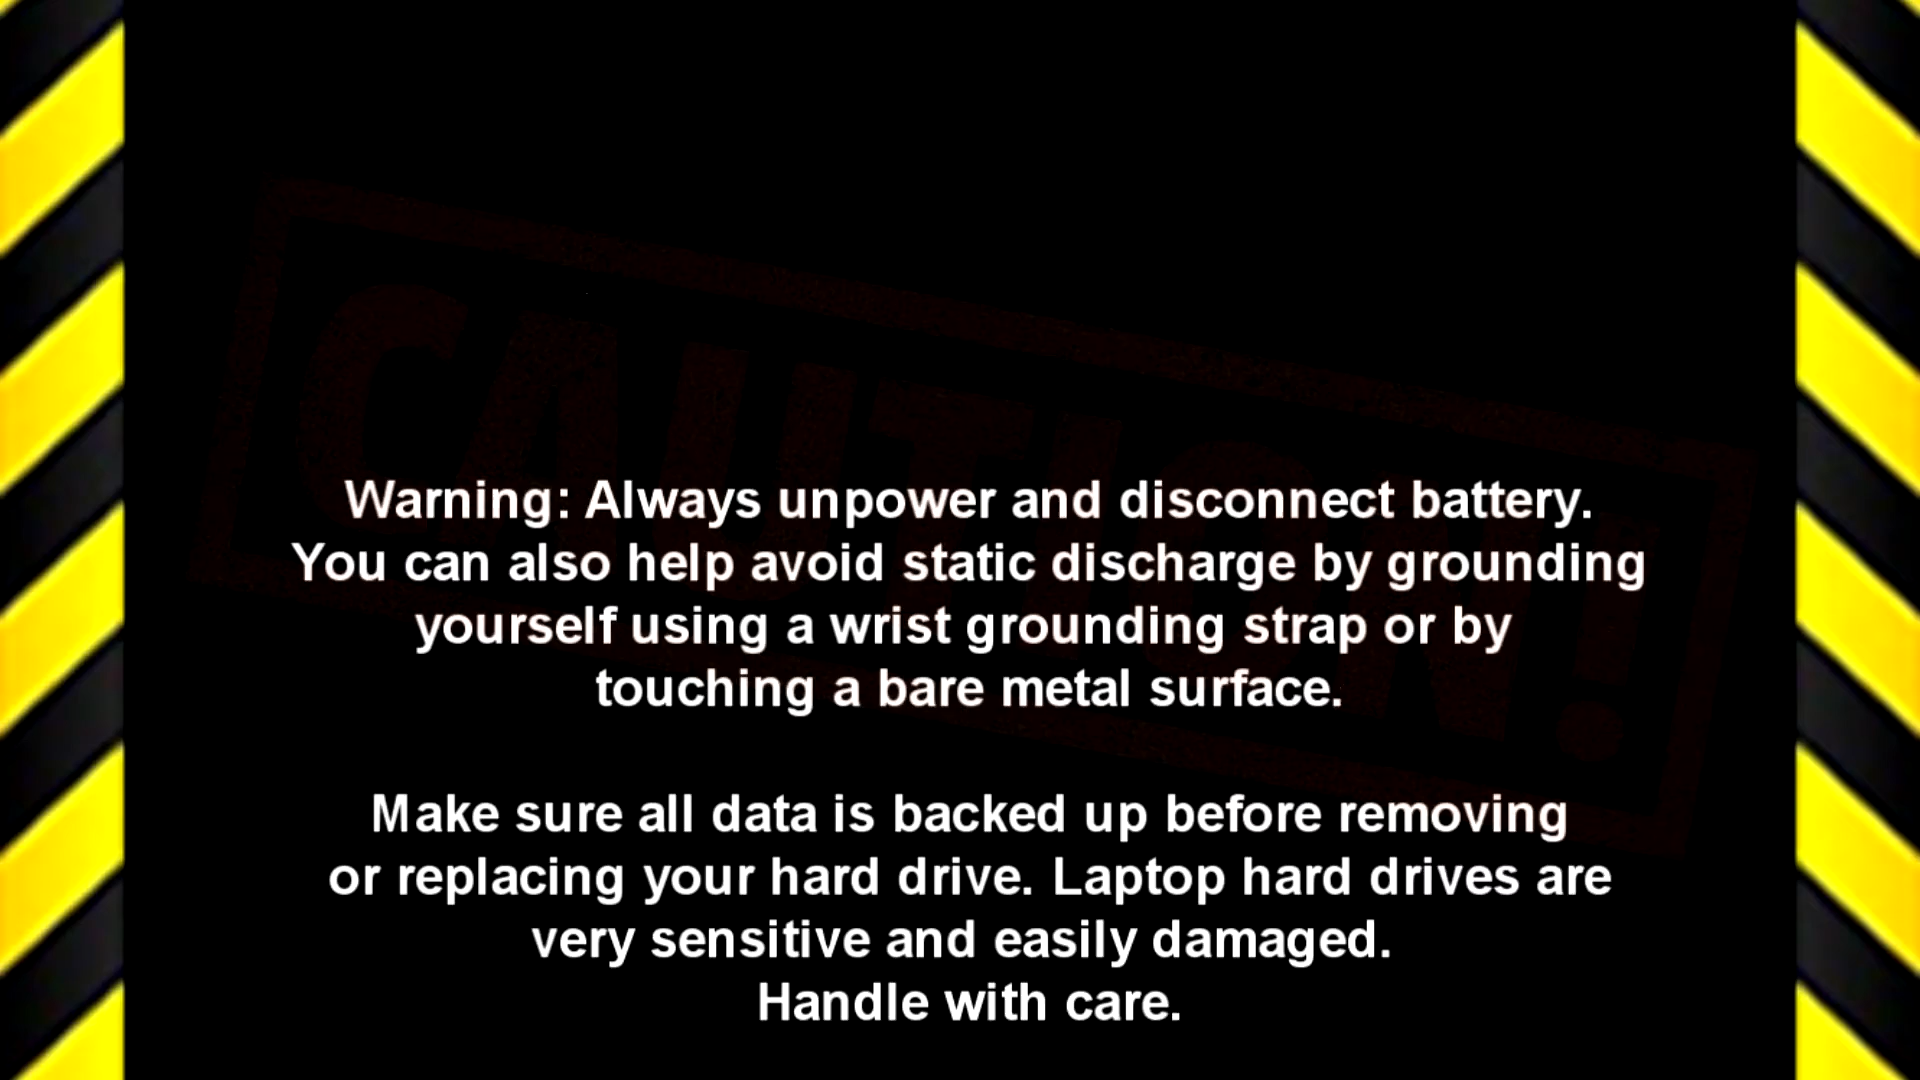 CAUTION!
Warning: Always unpower and disconnect battery.
You can also help avoid static discharge by grounding
yourself using a wrist grounding strap or by
touching a bare metal surface.
Make sure all data is backed up before removing
or replacing your hard drive. Laptop hard drives are
very sensitive and easily damaged.
Handle with care.